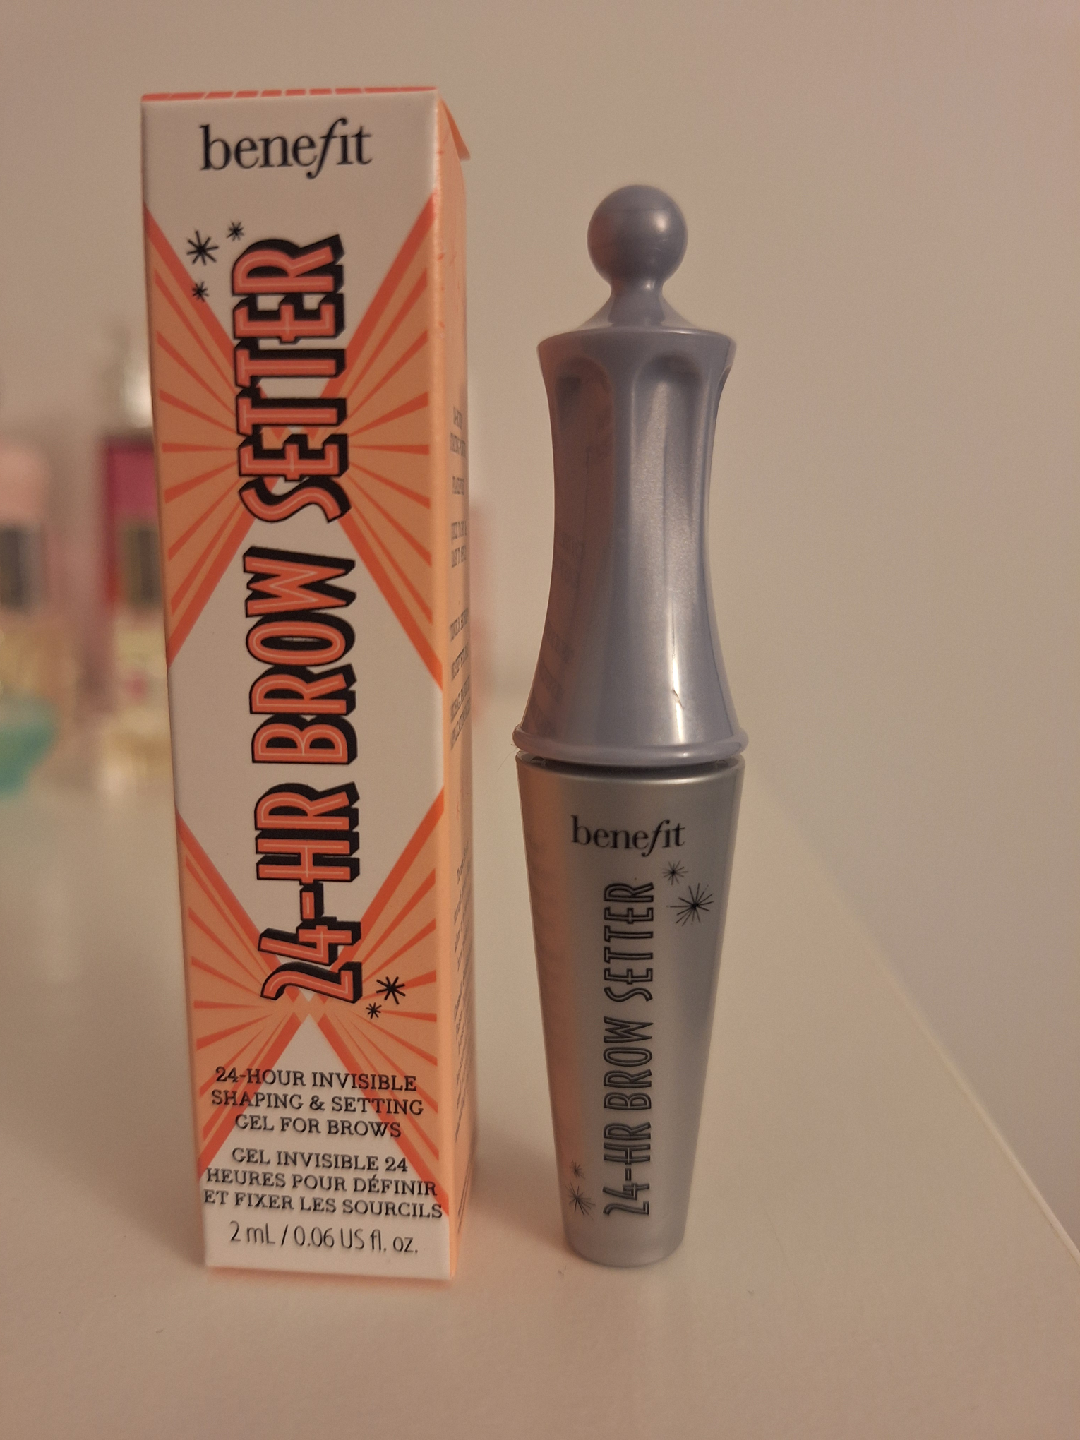 benefit
24-HR BROW SETTER
24-HOUR INVISIBLE
SHAPING & SETTING
GEL FOR BROWS
GEL INVISIBLE 24
HEURES POUR DÉFINIR
ET FIXER LES SOURCILS
2 mL / 0.06 US fl. oz.
benefit
24-HR BROW SETTER